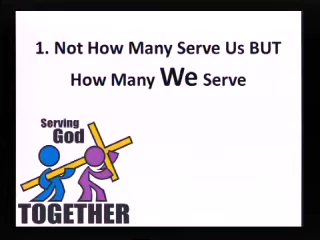 1. Not How Many Serve Us BUT
How Many We Serve
Serving
God
TOGETHER